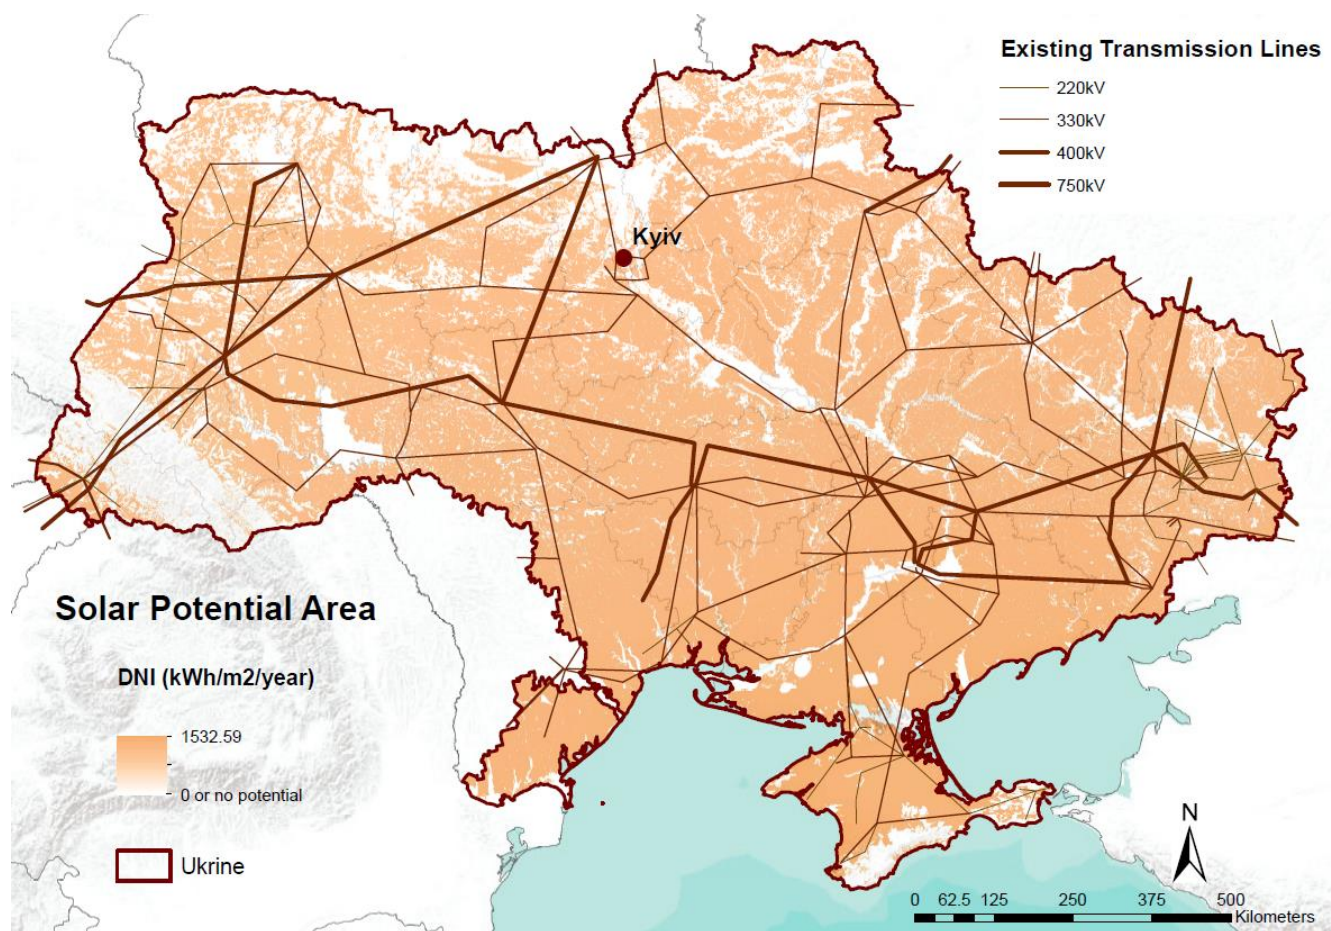 Existing Transmission Lines
220kV
330kV
400kV
750kV
Kyiv
Solar Potential Area
DNI (kWh/m2/year)
1532.59
0 or no potential
Ukrine
N
0 62.5 125 250 375 500
Kilometers